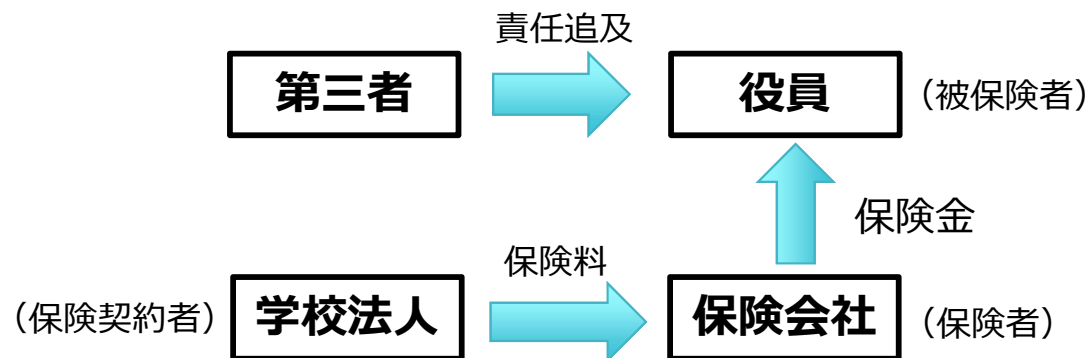 責任追及
第三者
役員
（被保険者）
保険金
保険料
（保険契約者）
学校法人
保険会社
（保険者）